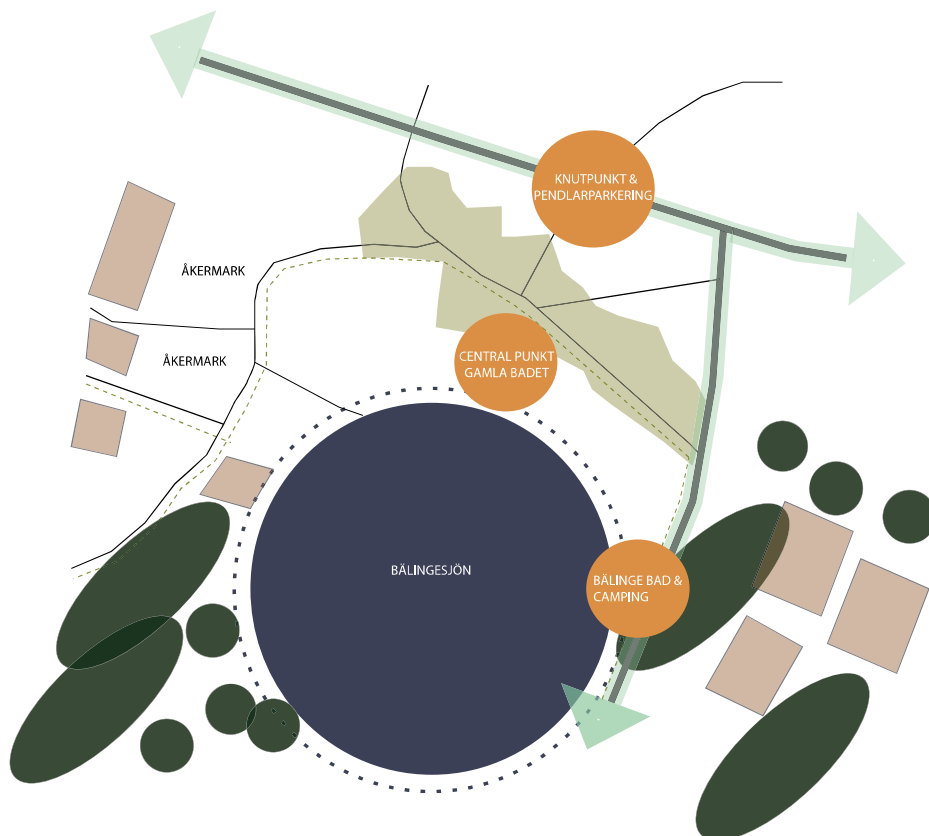 KNUTPUNKT &
PENDLARPARKERING
ÅKERMARK
CENTRAL PUNKT
GAMLA BADET
ÅKERMARK
BÄLINGESJÖN
BÄLINGE BAD &
CAMPING